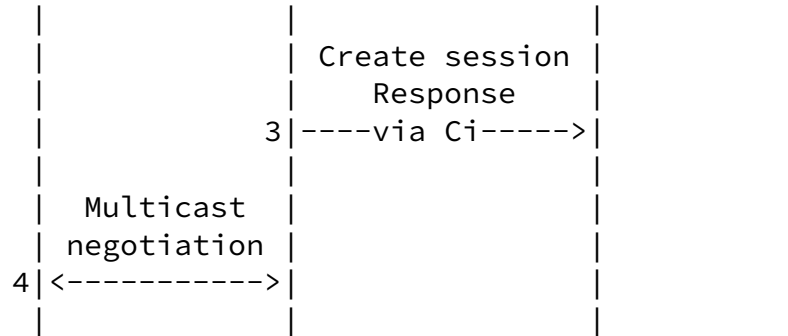 Create session
Response
3|----via Ci----->|
Multicast
negotiation
4|<----------->|